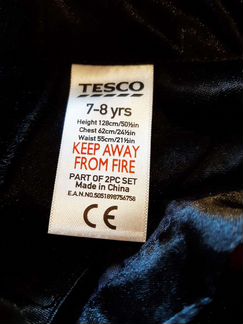 TESCO
7-8 yrs
Height 128cm/50½in
Chest 62cm/24½in
Waist 55cm/21½in
KEEP AWAY
FROM FIRE
PART OF 2PC SET
Made in China
E.A.N.NO.5051898756758
CE